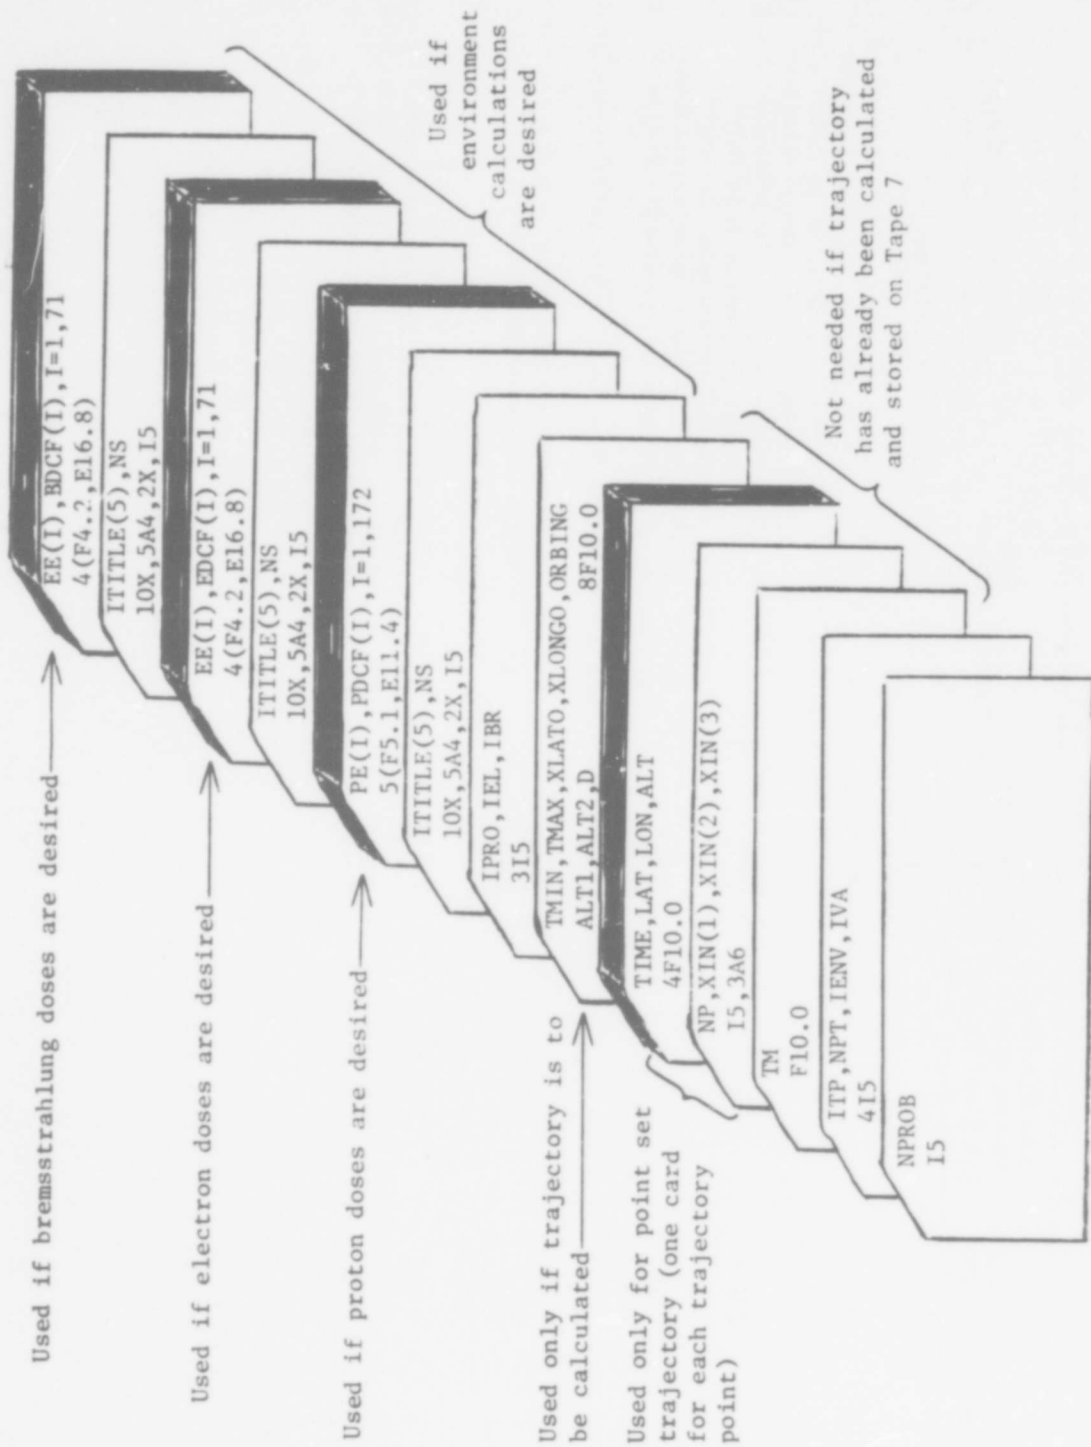 Used if bremsstrahlung doses are desired
EE(I),BDCF(I),I=1,71
4(F4.2,E16.8)
ITITLE(5),NS
10X,5A4,2X,I5
Used if electron doses are desired
EE(I),EDCF(I),I=1,71
4(F4.2,E16.8)
ITITLE(5),NS
10X,5A4,2X,I5
Used if proton doses are desired
PE(I),PDCF(I),I=1,172
5(F5.1,E11.4)
ITITLE(5),NS
10X,5A4,2X,I5
IPRO,IEL,IBR
3I5
Used if
environment
calculations
are desired
Used only if trajectory is to
be calculated
TMIN,TMAX,XLATO,XLONGO,ORBING
ALT1,ALT2,D 8F10.0
Used only for point set
trajectory (one card
for each trajectory
point)
TIME,LAT,LON,ALT
4F10.0
NP,XIN(1),XIN(2),XIN(3)
I5,3A6
TM
F10.0
Not needed if trajectory
has already been calculated
and stored on Tape 7
ITP,NPT,IENV,IVA
4I5
NPROB
I5